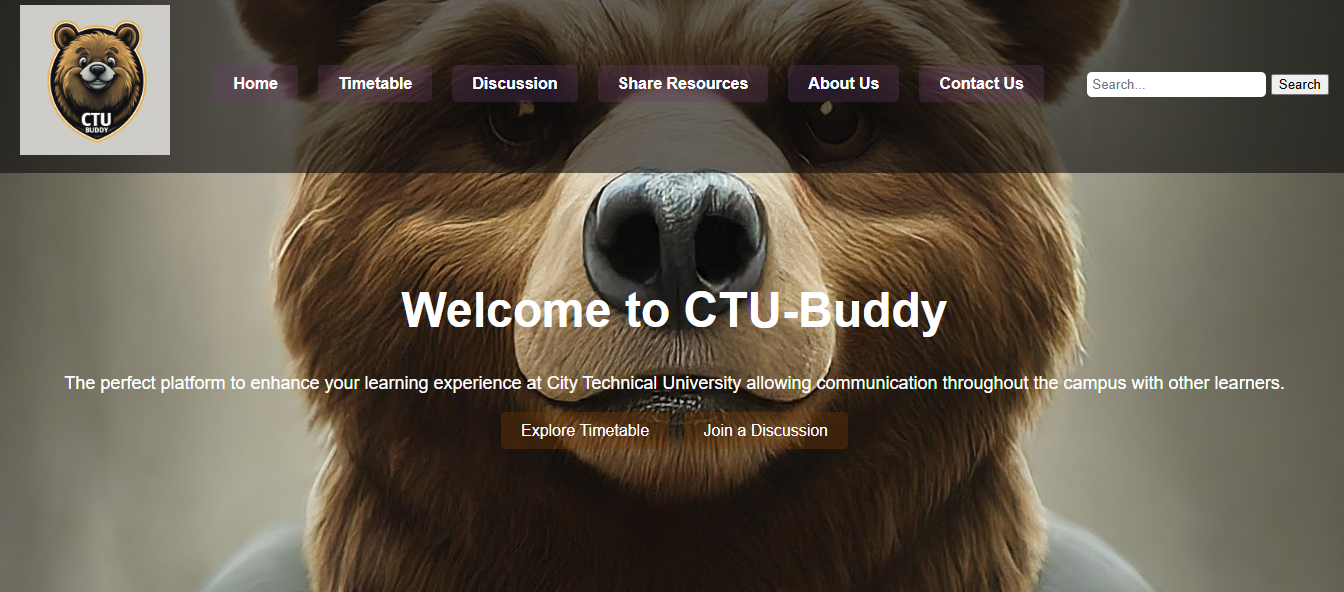 CTU
BUDDY
Home
Timetable
Discussion
Share Resources
About Us
Contact Us
Search...
Search
Welcome to CTU-Buddy
The perfect platform to enhance your learning experience at City Technical University allowing communication throughout the campus with other learners.
Explore Timetable
Join a Discussion